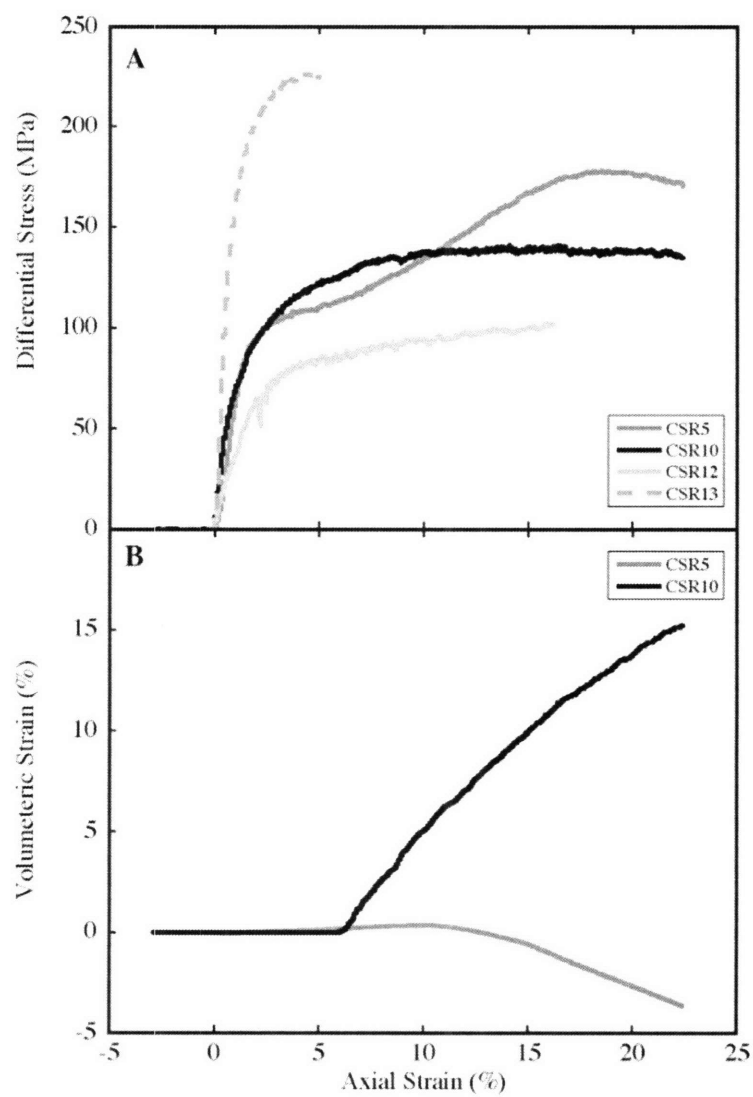 250
A
200
150
100
50
0
Differential Stress (MPa)
CSR5
CSR10
CSR12
CSR13
B
CSR5
CSR10
15
10
5
0
-5
Volumeteric Strain (%)
-5 0 5 10 15 20 25
Axial Strain (%)